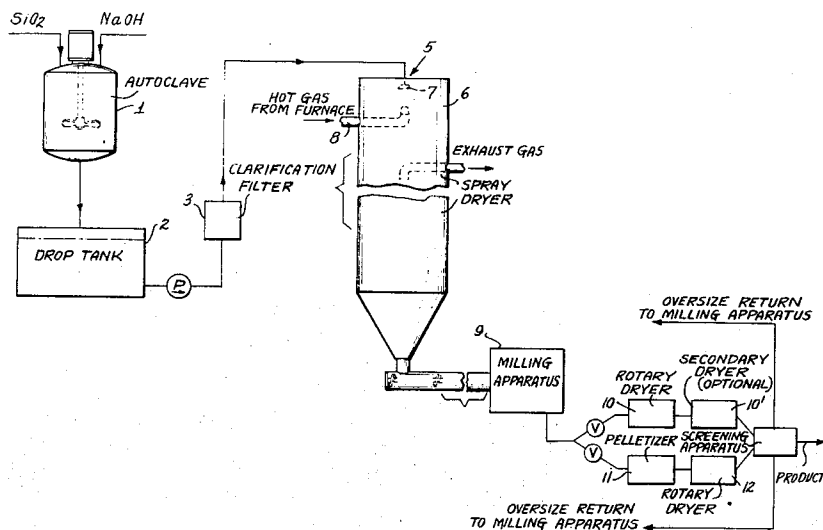 SiO2
NaOH
AUTOCLAVE
1
5
7
6
HOT GAS
FROM FURNACE
8
EXHAUST GAS
CLARIFICATION
FILTER
3
SPRAY
DRYER
2
DROP TANK
P
9
MILLING
APPARATUS
OVERSIZE RETURN
TO MILLING APPARATUS
ROTARY
DRYER
10
SECONDARY
DRYER
(OPTIONAL)
10'
V
V
PELLETIZER
11
SCREENING
APPARATUS
12
ROTARY
DRYER
PRODUCT
OVERSIZE RETURN
TO MILLING APPARATUS